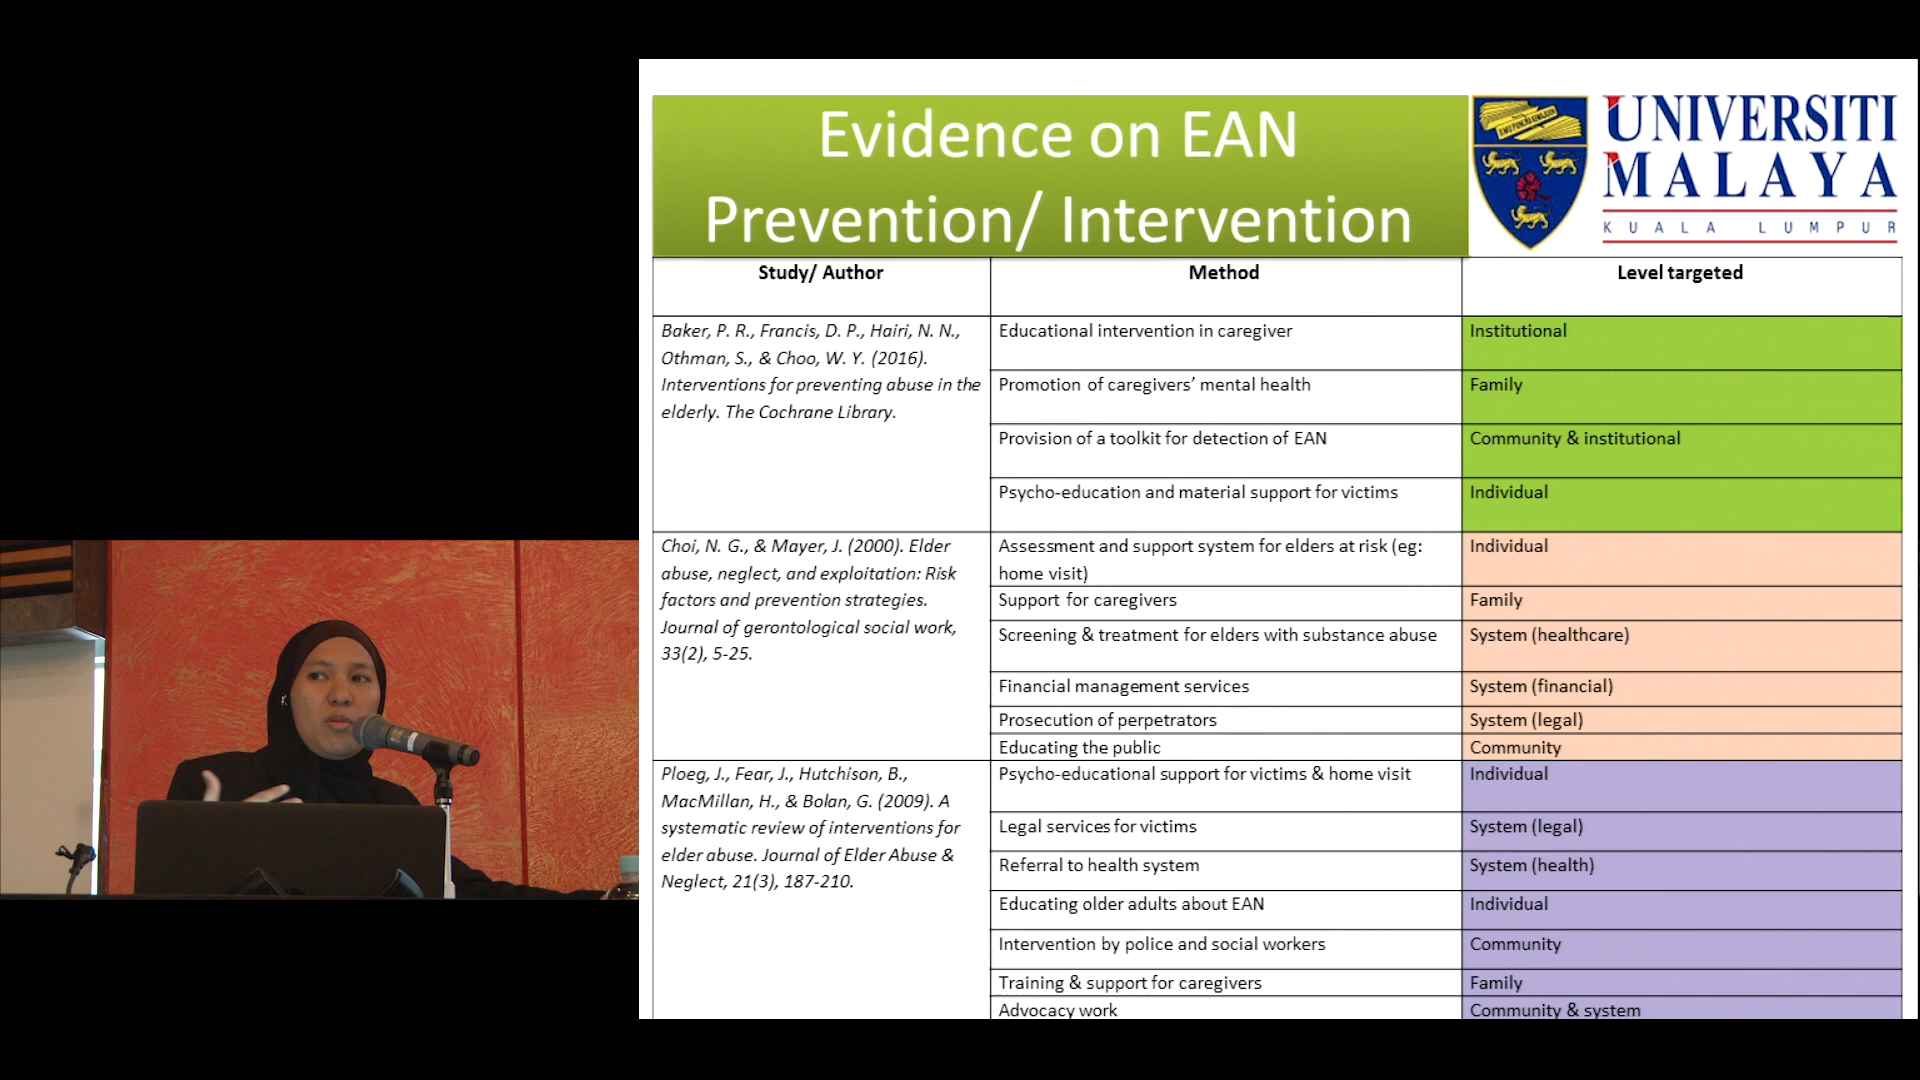 Evidence on EAN
Prevention/ Intervention
UNIVERSITI
MALAYA
KUALA LUMPUR
Study/ Author
Method
Level targeted
Baker, P. R., Francis, D. P., Hairi, N. N.,
Othman, S., & Choo, W. Y. (2016).
Interventions for preventing abuse in the
elderly. The Cochrane Library.
Educational intervention in caregiver
Institutional
Promotion of caregivers’ mental health
Family
Provision of a toolkit for detection of EAN
Community & institutional
Psycho-education and material support for victims
Individual
Choi, N. G., & Mayer, J. (2000). Elder
abuse, neglect, and exploitation: Risk
factors and prevention strategies.
Journal of gerontological social work,
33(2), 5-25.
Assessment and support system for elders at risk (eg:
home visit)
Individual
Support for caregivers
Family
Screening & treatment for elders with substance abuse
System (healthcare)
Financial management services
System (financial)
Prosecution of perpetrators
System (legal)
Educating the public
Community
Ploeg, J., Fear, J., Hutchison, B.,
MacMillan, H., & Bolan, G. (2009). A
systematic review of interventions for
elder abuse. Journal of Elder Abuse &
Neglect, 21(3), 187-210.
Psycho-educational support for victims & home visit
Individual
Legal services for victims
System (legal)
Referral to health system
System (health)
Educating older adults about EAN
Individual
Intervention by police and social workers
Community
Training & support for caregivers
Family
Advocacy work
Community & system